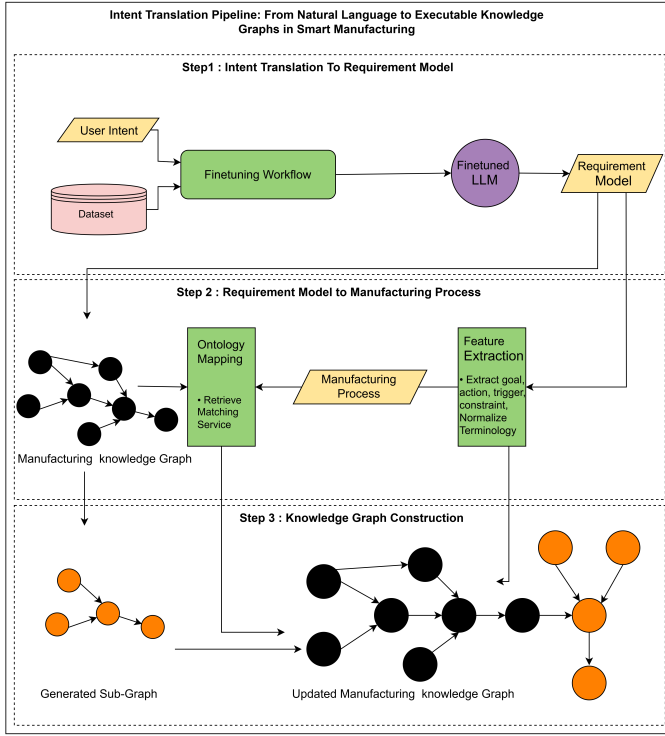 Intent Translation Pipeline: From Natural Language to Executable Knowledge
Graphs in Smart Manufacturing
Step1 : Intent Translation To Requirement Model
User Intent
Dataset
Finetuning Workflow
Finetuned
LLM
Requirement
Model
Step 2 : Requirement Model to Manufacturing Process
Manufacturing knowledge Graph
Ontology
Mapping
• Retrieve
Matching
Service
Manufacturing
Process
Feature
Extraction
• Extract goal,
action, trigger,
constraint,
Normalize
Terminology
Step 3 : Knowledge Graph Construction
Generated Sub-Graph
Updated Manufacturing knowledge Graph